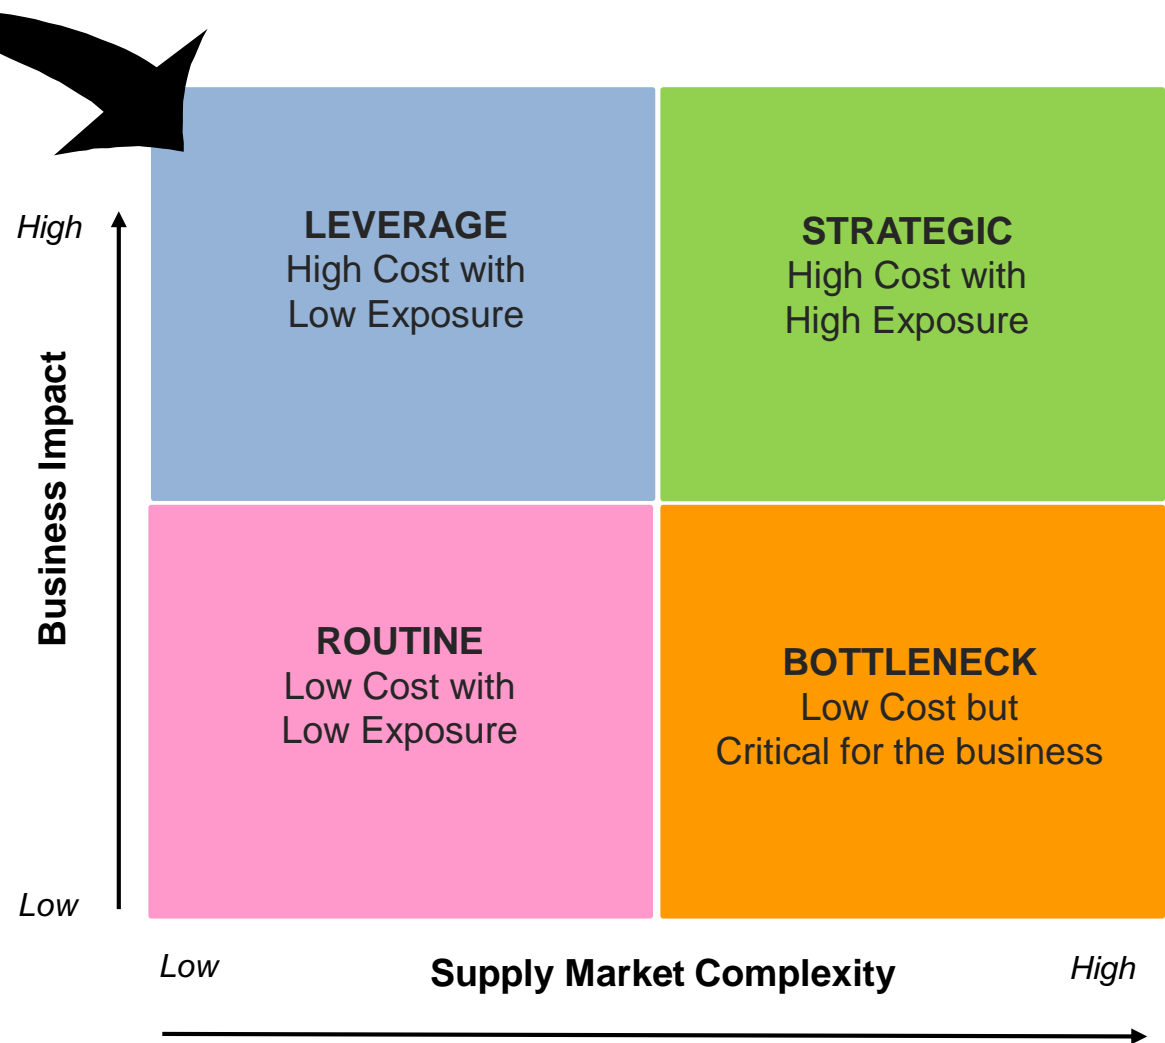 High
LEVERAGE
High Cost with
Low Exposure
STRATEGIC
High Cost with
High Exposure
Business Impact
ROUTINE
Low Cost with
Low Exposure
BOTTLENECK
Low Cost but
Critical for the business
Low
Low
Supply Market Complexity
High